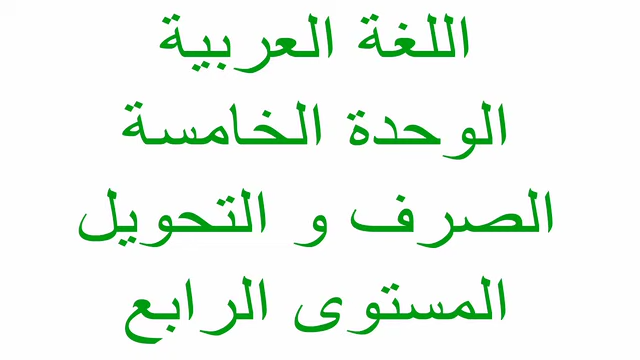 اللغة العربية
الوحدة الخامسة
الصرف و التحويل
المستوى الرابع